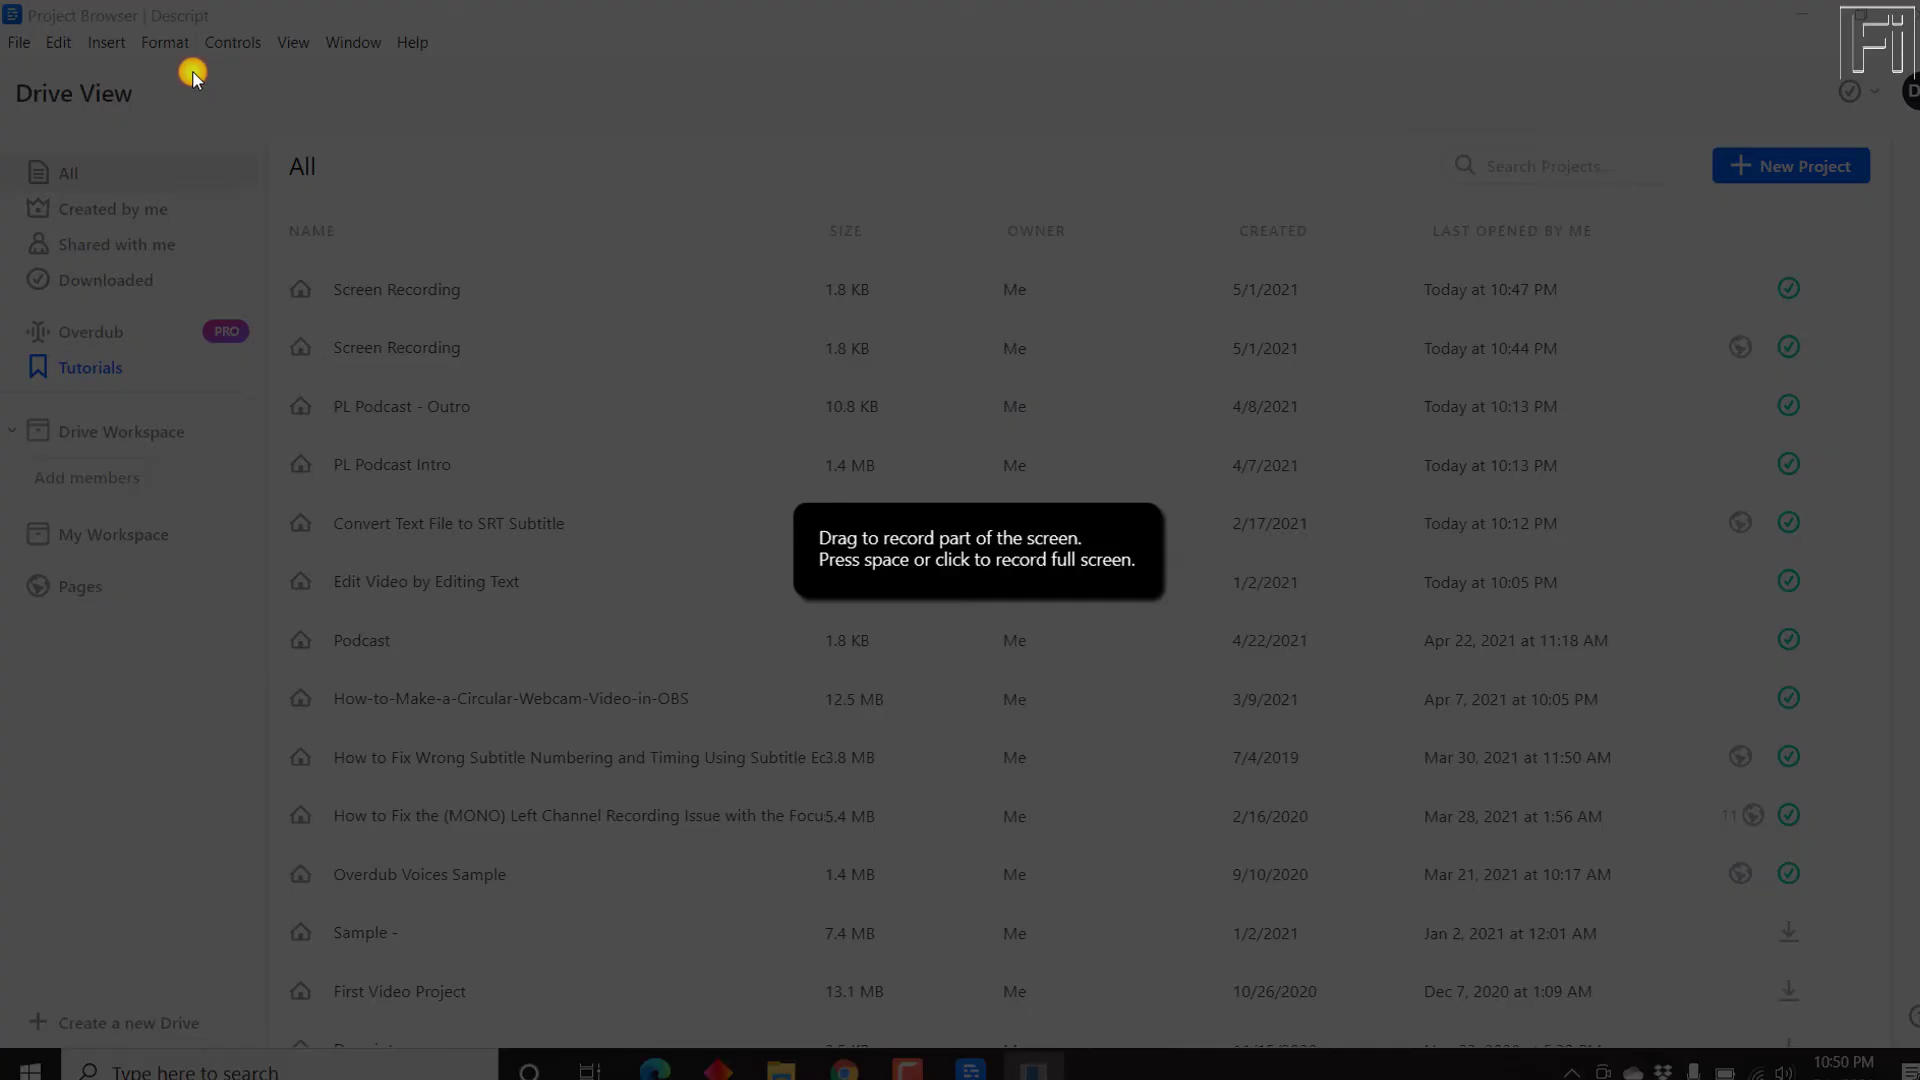 Project Browser | Descript
File Edit Insert Format Controls View Window Help
Fi
Drive View
D
All
Created by me
Shared with me
Downloaded
Overdub PRO
Tutorials
Drive Workspace
Add members
My Workspace
Pages
Create a new Drive
All
Search Projects...
New Project
NAME SIZE OWNER CREATED LAST OPENED BY ME
Screen Recording 1.8 KB Me 5/1/2021 Today at 10:47 PM
Screen Recording 1.8 KB Me 5/1/2021 Today at 10:44 PM
PL Podcast - Outro 10.8 KB Me 4/8/2021 Today at 10:13 PM
PL Podcast Intro 1.4 MB Me 4/7/2021 Today at 10:13 PM
Convert Text File to SRT Subtitle 2/17/2021 Today at 10:12 PM
Edit Video by Editing Text 1/2/2021 Today at 10:05 PM
Drag to record part of the screen.
Press space or click to record full screen.
Podcast 1.8 KB Me 4/22/2021 Apr 22, 2021 at 11:18 AM
How-to-Make-a-Circular-Webcam-Video-in-OBS 12.5 MB Me 3/9/2021 Apr 7, 2021 at 10:05 PM
How to Fix Wrong Subtitle Numbering and Timing Using Subtitle Ec 3.8 MB Me 7/4/2019 Mar 30, 2021 at 11:50 AM
How to Fix the (MONO) Left Channel Recording Issue with the Focu 5.4 MB Me 2/16/2020 Mar 28, 2021 at 1:56 AM 11
Overdub Voices Sample 1.4 MB Me 9/10/2020 Mar 21, 2021 at 10:17 AM
Sample - 7.4 MB Me 1/2/2021 Jan 2, 2021 at 12:01 AM
First Video Project 13.1 MB Me 10/26/2020 Dec 7, 2020 at 1:09 AM
Type here to search
10:50 PM